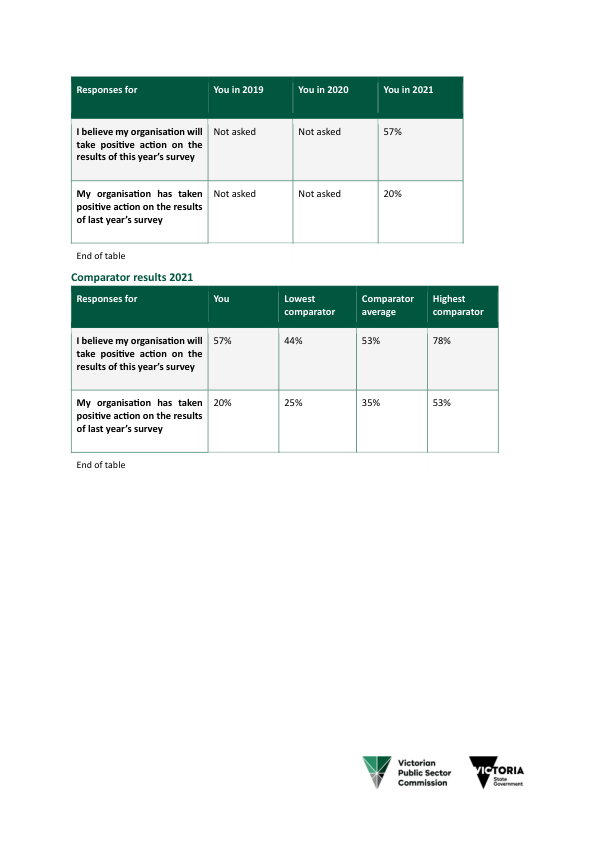 Responses for You in 2019 You in 2020 You in 2021
I believe my organisation will Not asked Not asked 57%
take positive action on the
results of this year’s survey
My organisation has taken Not asked Not asked 20%
positive action on the results
of last year’s survey
End of table
Comparator results 2021
Responses for You Lowest Comparator Highest
comparator average comparator
I believe my organisation will 57% 44% 53% 78%
take positive action on the
results of this year’s survey
My organisation has taken 20% 25% 35% 53%
positive action on the results
of last year’s survey
End of table
Victorian
Public Sector
Commission
VICTORIA
State
Government